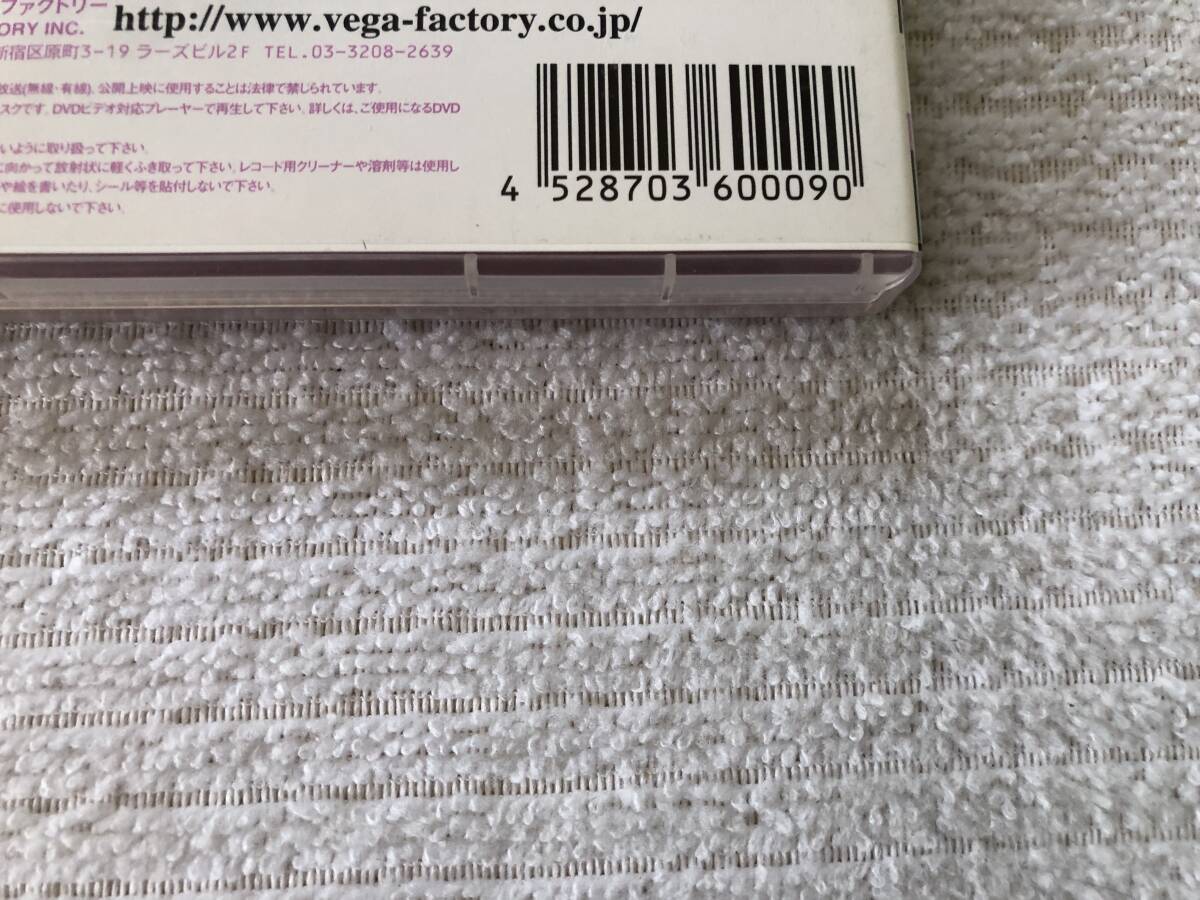 ファクトリー
ORY INC.
http://www.vega-factory.co.jp/
新宿区原町3-19 ラーズビル2F TEL.03-3208-2639
放送(無線・有線), 公開上映に使用することは法律で禁じられています。
スクです。DVDビデオ対応プレーヤーで再生して下さい。詳しくは、ご使用になるDVD
いように取り扱って下さい。
に向かって放射状に軽くふき取って下さい。レコード用クリーナーや溶剤等は使用し
や絵を書いたり、シール等を貼付しないで下さい。
に使用しないで下さい。
4 528703 600090